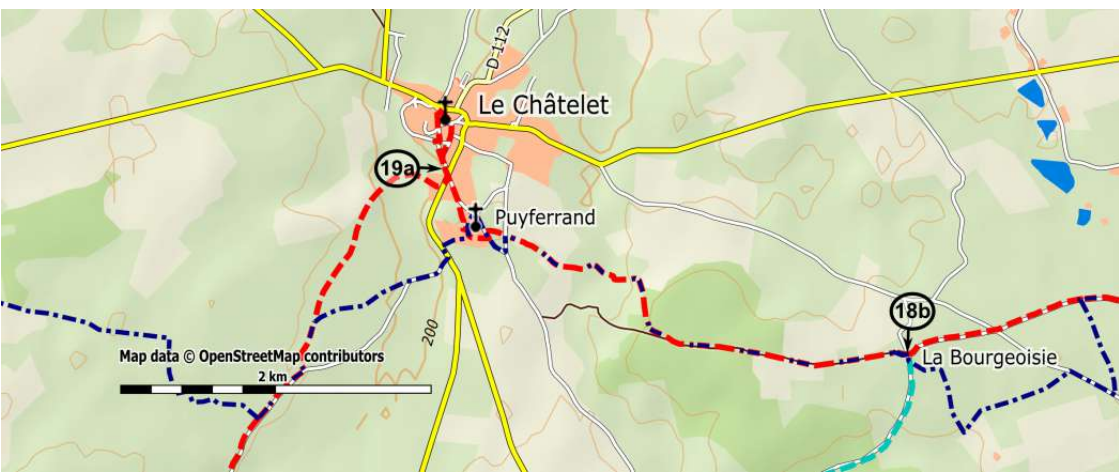 D-112
Le Châtelet
19a
Puyferrand
18b
200
La Bourgeoisie
Map data © OpenStreetMap contributors
2 km